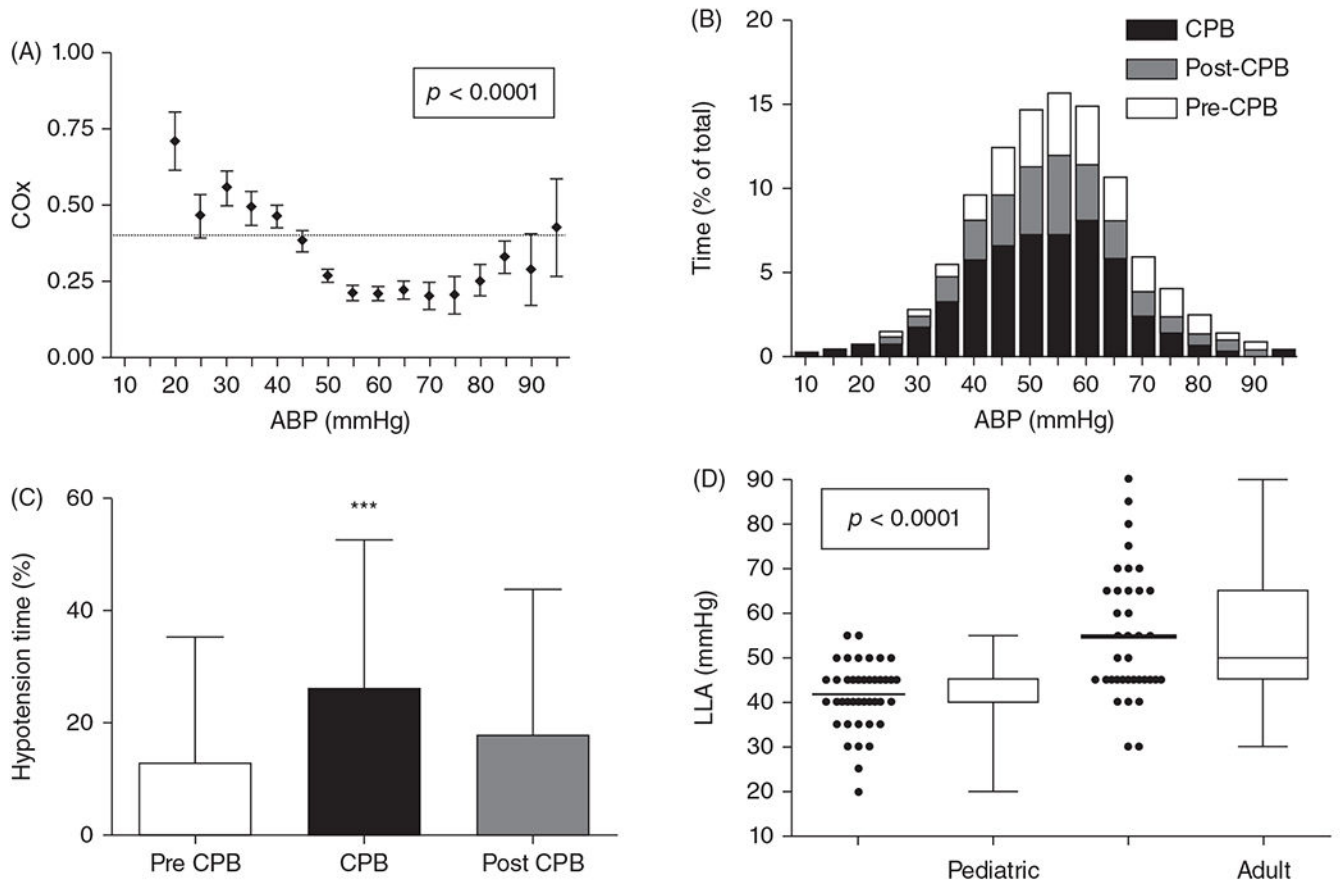 (A)
1.00
0.75
0.50
0.25
0.00
COx
p < 0.0001
10 20 30 40 50 60 70 80 90
ABP (mmHg)
(B)
20
15
10
5
0
Time (% of total)
CPB
Post-CPB
Pre-CPB
10 20 30 40 50 60 70 80 90
ABP (mmHg)
(C)
60
40
20
0
Hypotension time (%)
***
Pre CPB CPB Post CPB
(D)
90
80
70
60
50
40
30
20
10
LLA (mmHg)
p < 0.0001
Pediatric Adult